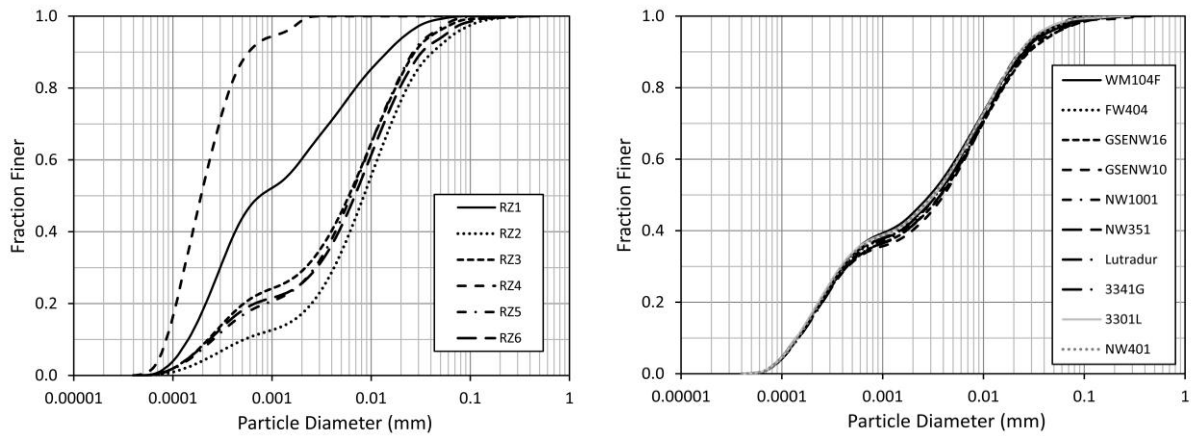 1.0
0.8
0.6
0.4
0.2
0.0
Fraction Finer
0.00001 0.0001 0.001 0.01 0.1 1
Particle Diameter (mm)
RZ1
RZ2
RZ3
RZ4
RZ5
RZ6
1.0
0.8
0.6
0.4
0.2
0.0
Fraction Finer
0.00001 0.0001 0.001 0.01 0.1 1
Particle Diameter (mm)
WM104F
FW404
GSENW16
GSENW10
NW1001
NW351
Lutradur
3341G
3301L
NW401